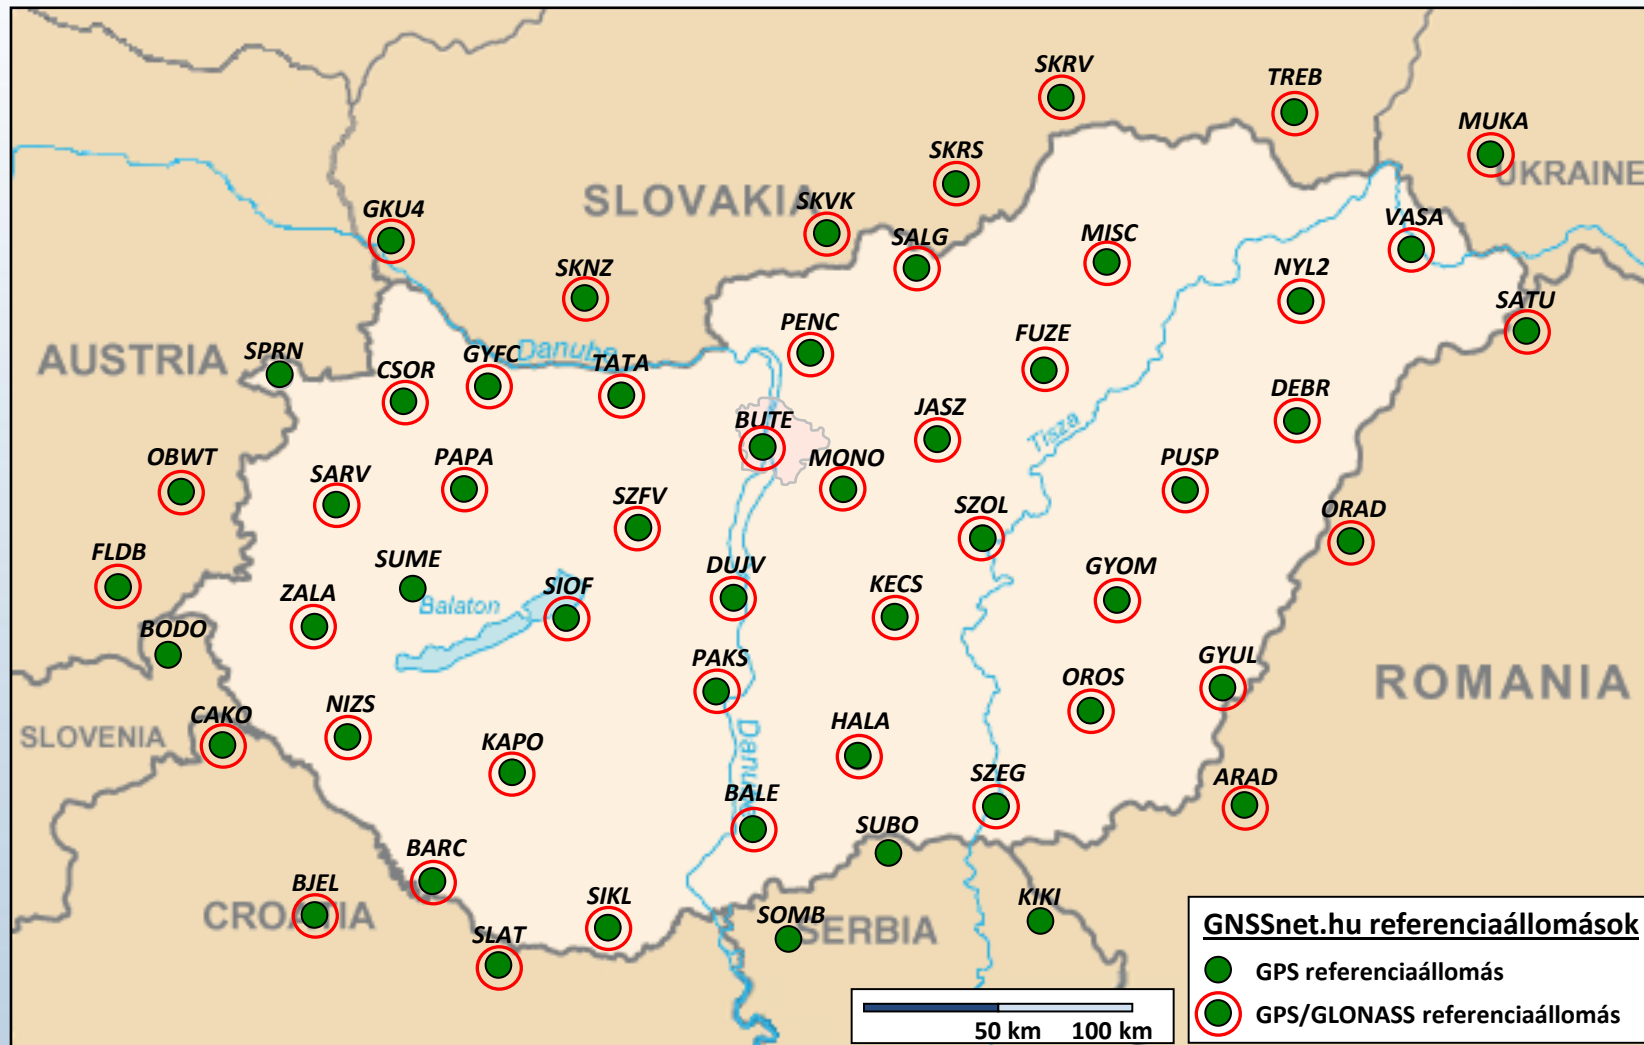 SKRV
TREB
MUKA
UKRAINE
SKRS
SLOVAKIA
SKVK
GKU4
SALG
MISC
VASA
SKNZ
NYL2
SATU
PENC
AUSTRIA
SPRN
CSOR
GYFC
Danube
TATA
FUZE
DEBR
BUTE
JASZ
Tisza
OBWT
SARV
PAPA
SZFV
MONO
SZOL
PUSP
ORAD
FLDB
SUME
ZALA
Balaton
SIOF
DUJV
KECS
GYOM
BODO
PAKS
OROS
GYUL
ROMANIA
CAKO
SLOVENIA
NIZS
KAPO
Danube
HALA
BALE
SZEG
ARAD
SUBO
BARC
BJEL
CROATIA
SIKL
SLAT
SOMB
SERBIA
KIKI
GNSSnet.hu referenciaállomások
GPS referenciaállomás
GPS/GLONASS referenciaállomás
50 km 100 km